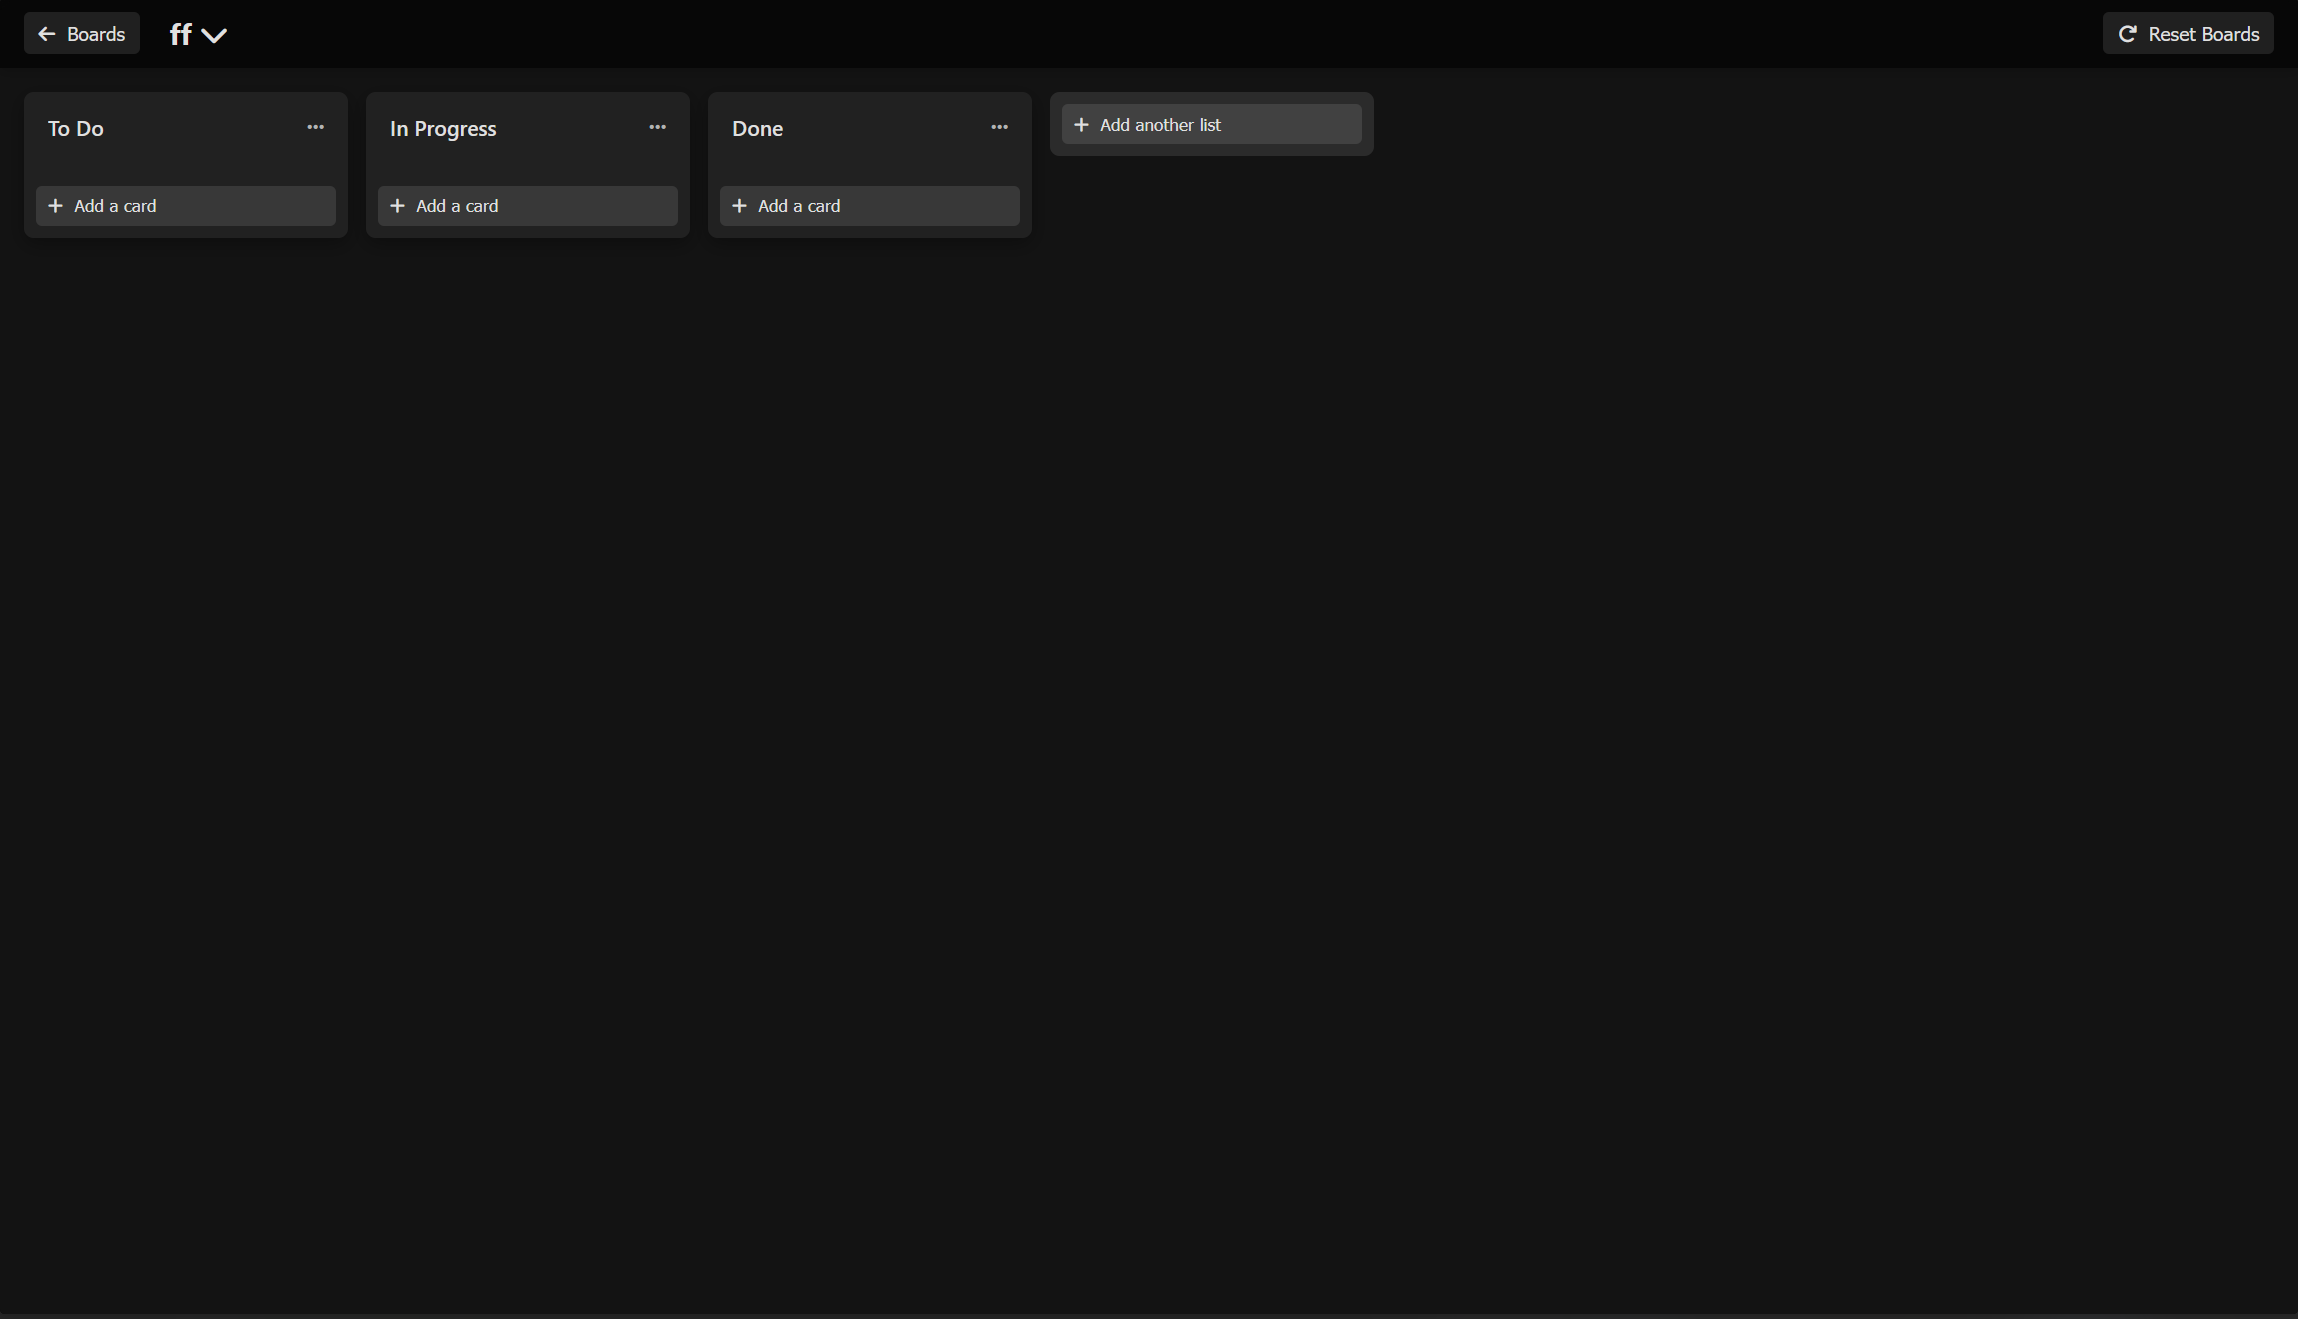 Boards
ff
Reset Boards
To Do
In Progress
Done
Add another list
Add a card
Add a card
Add a card